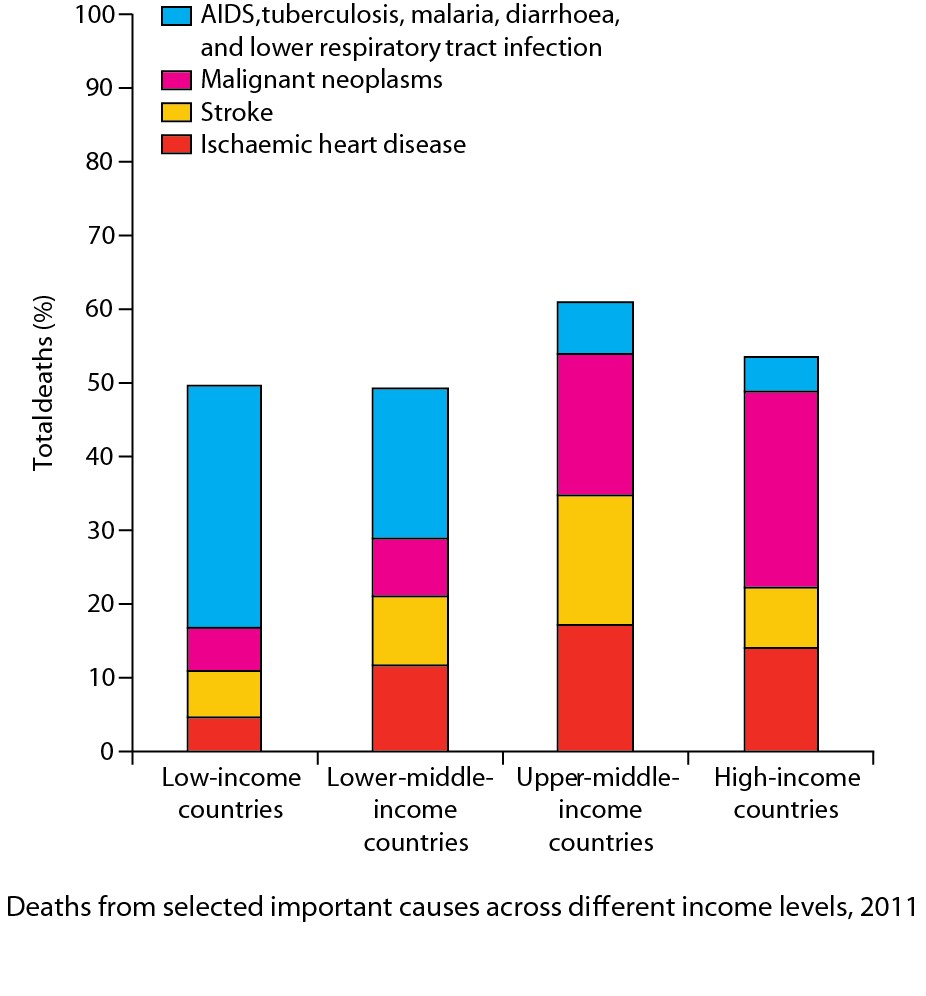 100
90
80
70
60
50
40
30
20
10
0
Total deaths (%)
AIDS,tuberculosis, malaria, diarrhoea,
and lower respiratory tract infection
Malignant neoplasms
Stroke
Ischaemic heart disease
Low-income
countries
Lower-middle-
income
countries
Upper-middle-
income
countries
High-income
countries
Deaths from selected important causes across different income levels, 2011